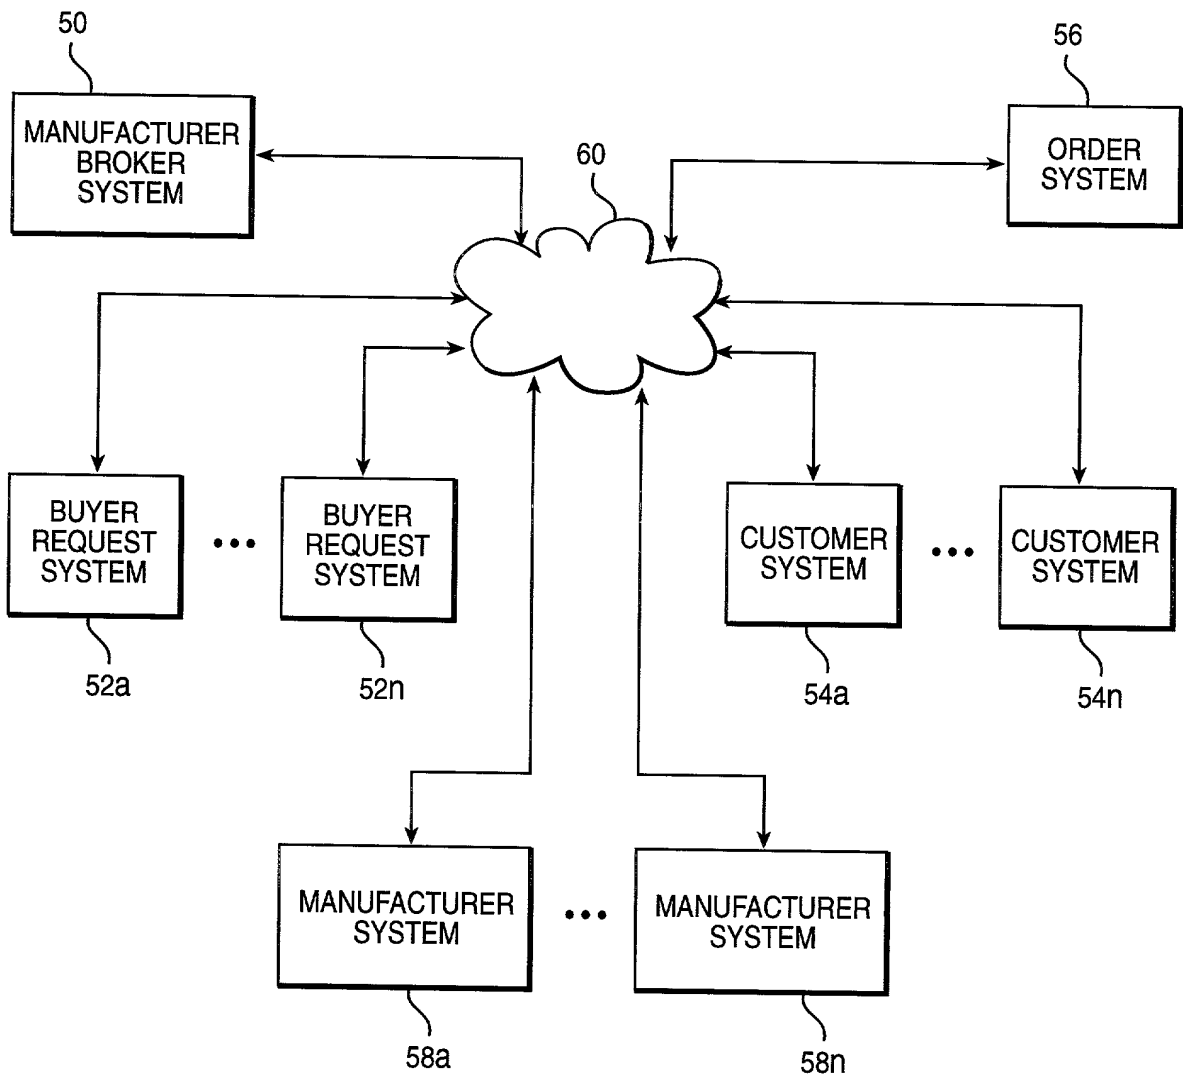 50
56
MANUFACTURER
BROKER
SYSTEM
60
ORDER
SYSTEM
BUYER
REQUEST
SYSTEM
BUYER
REQUEST
SYSTEM
CUSTOMER
SYSTEM
CUSTOMER
SYSTEM
52a
52n
54a
54n
MANUFACTURER
SYSTEM
MANUFACTURER
SYSTEM
58a
58n